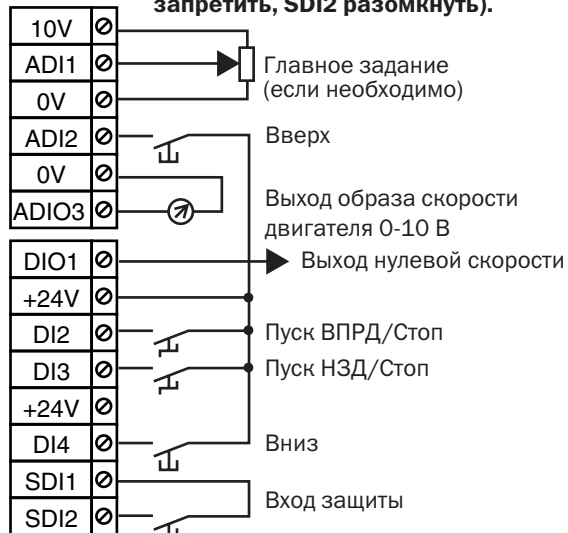 запретить, SDI2 разомкнуть).
10V
ADI1
Главное задание
(если необходимо)
0V
ADI2
Вверх
0V
Выход образа скорости
двигателя 0-10 В
ADIO3
DIO1
Выход нулевой скорости
+24V
DI2
Пуск ВПРД/Стоп
DI3
Пуск НЗД/Стоп
+24V
DI4
Вниз
SDI1
Вход защиты
SDI2